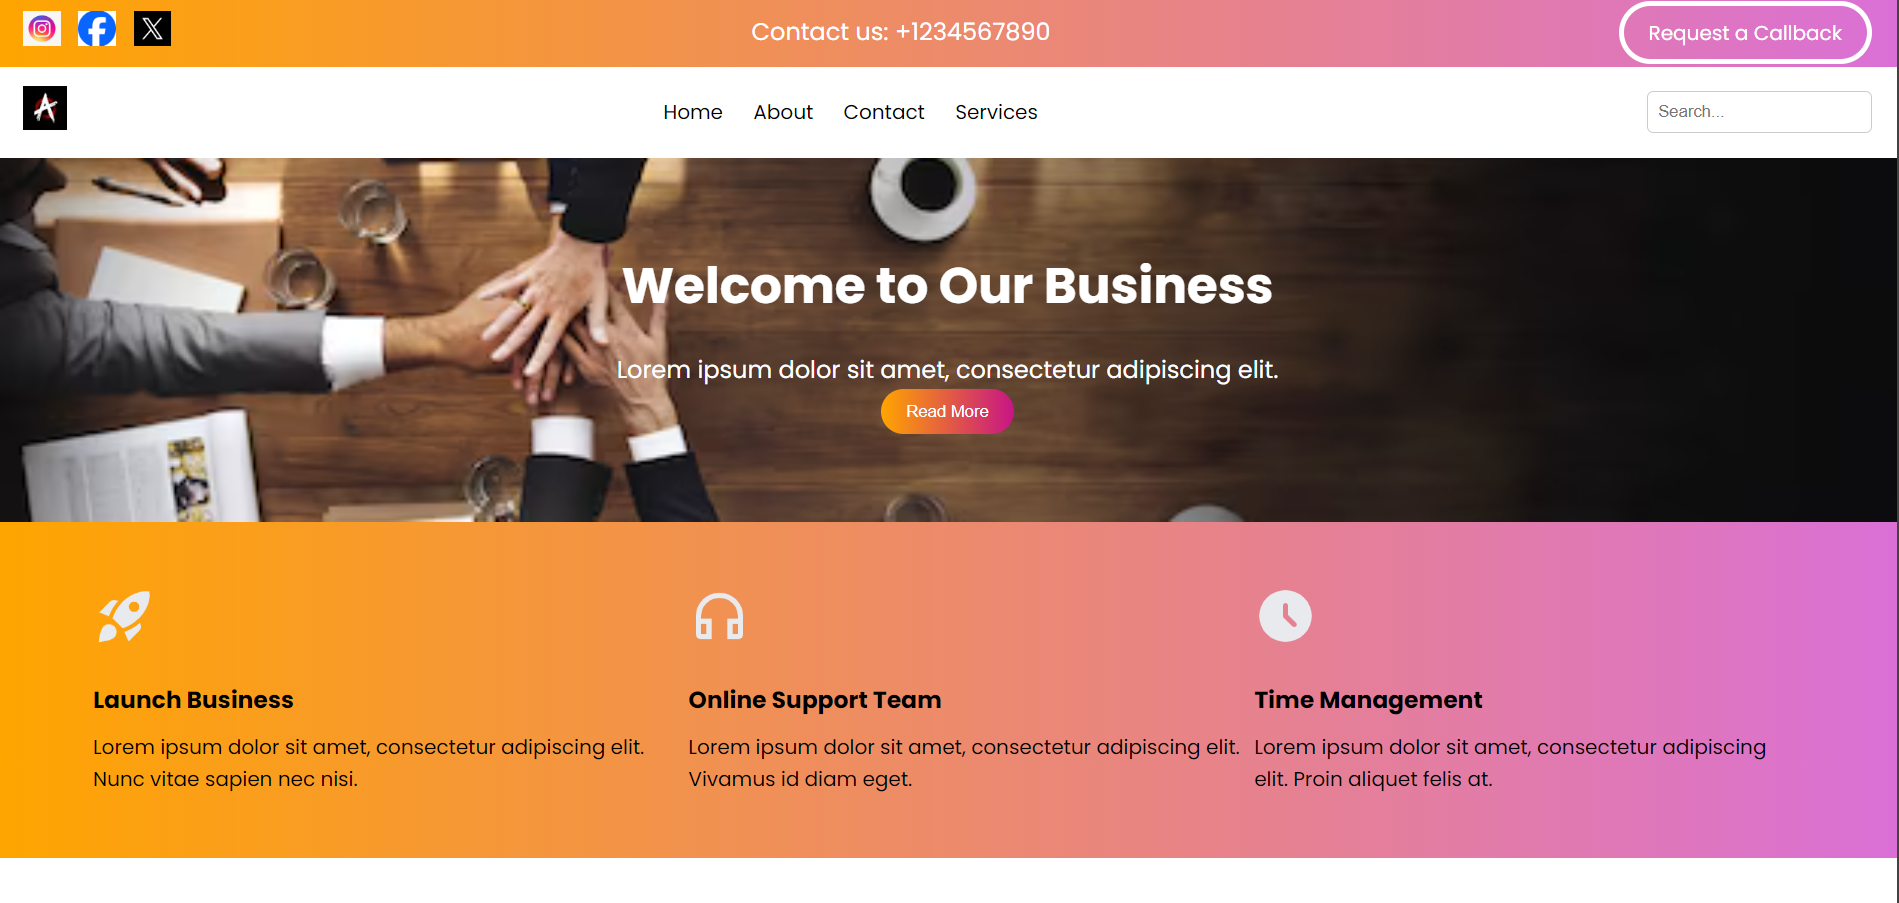 Contact us: +1234567890
Request a Callback
Home About Contact Services
Search...
Welcome to Our Business
Lorem ipsum dolor sit amet, consectetur adipiscing elit.
Read More
Launch Business
Lorem ipsum dolor sit amet, consectetur adipiscing elit.
Nunc vitae sapien nec nisi.
Online Support Team
Lorem ipsum dolor sit amet, consectetur adipiscing elit.
Vivamus id diam eget.
Time Management
Lorem ipsum dolor sit amet, consectetur adipiscing
elit. Proin aliquet felis at.